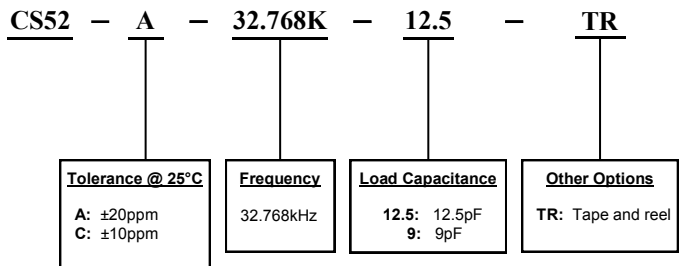 CS52 – A – 32.768K – 12.5 – TR
Tolerance @ 25°C
A: ±20ppm
C: ±10ppm
Frequency
32.768kHz
Load Capacitance
12.5: 12.5pF
9: 9pF
Other Options
TR: Tape and reel